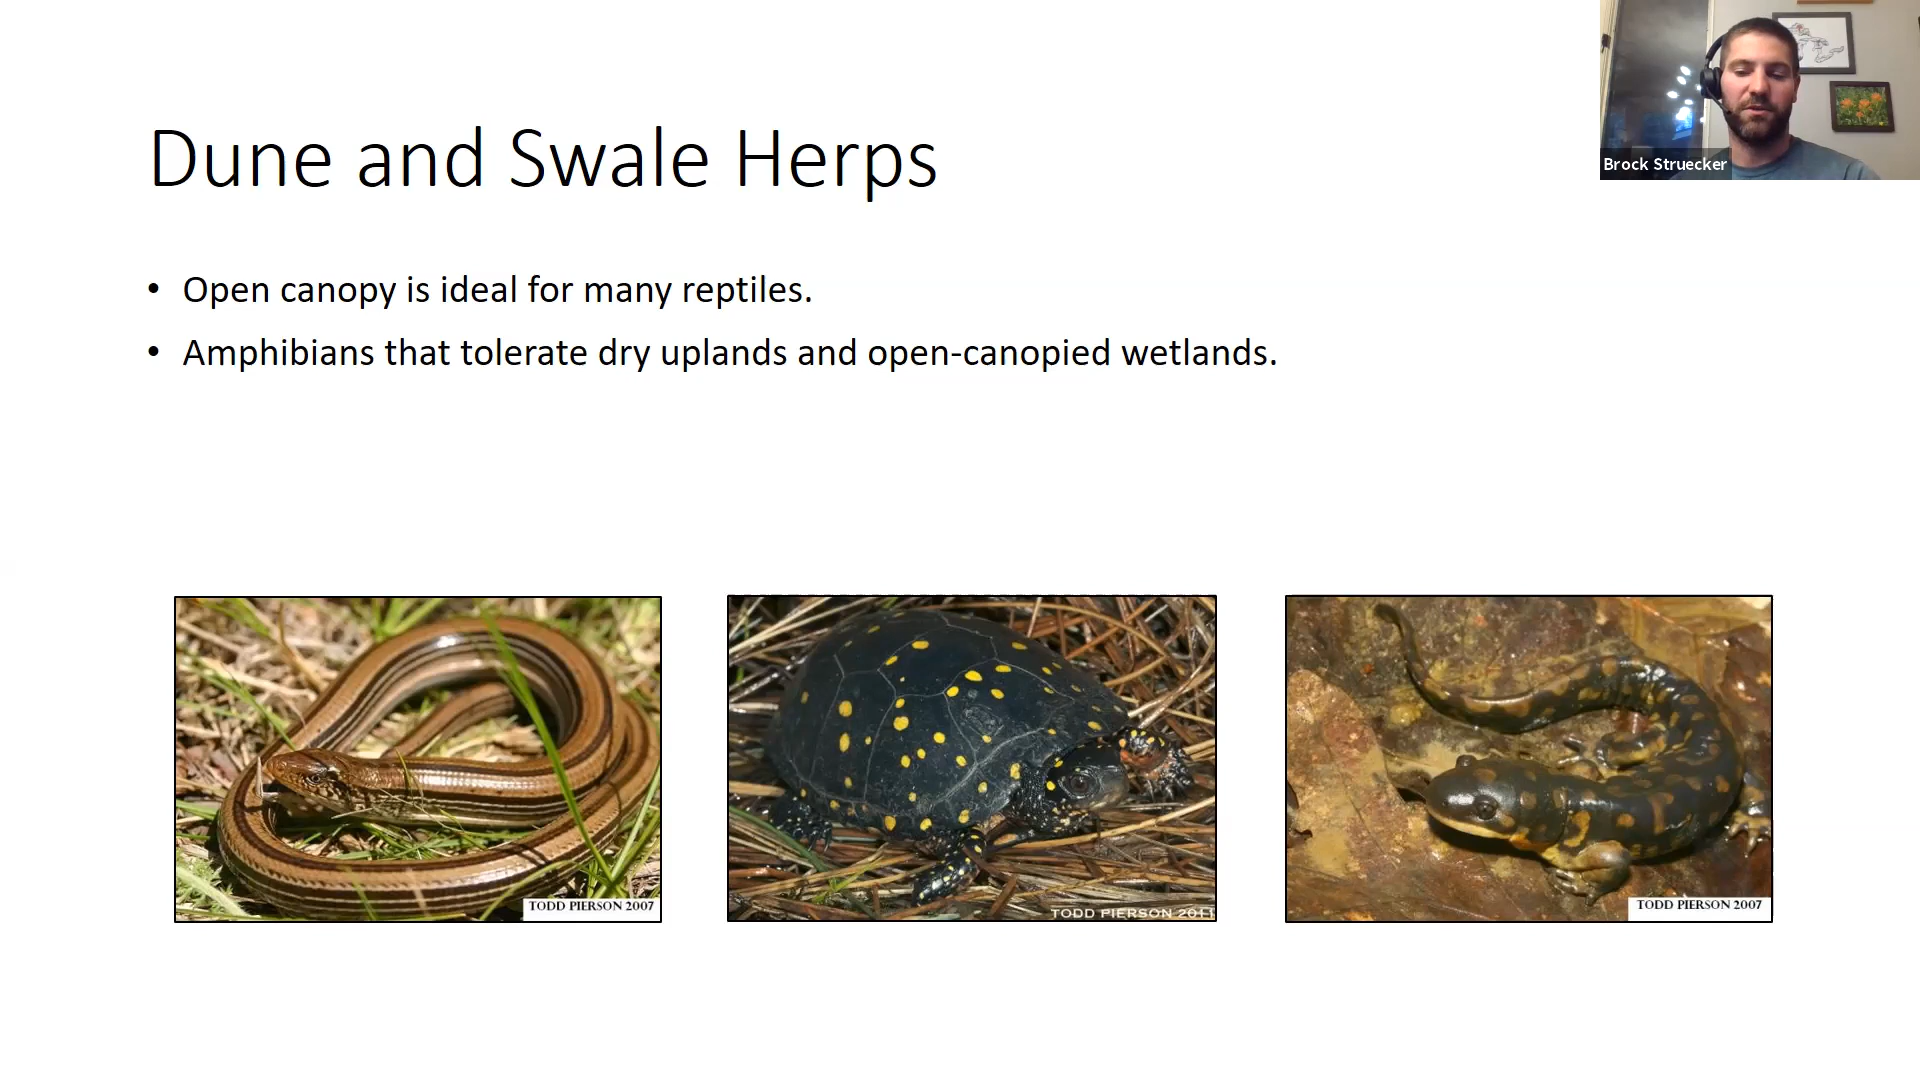 Brock Struecker
Dune and Swale Herps
• Open canopy is ideal for many reptiles.
• Amphibians that tolerate dry uplands and open-canopied wetlands.
TODD PIERSON 2007
TODD PIERSON 2011
TODD PIERSON 2007